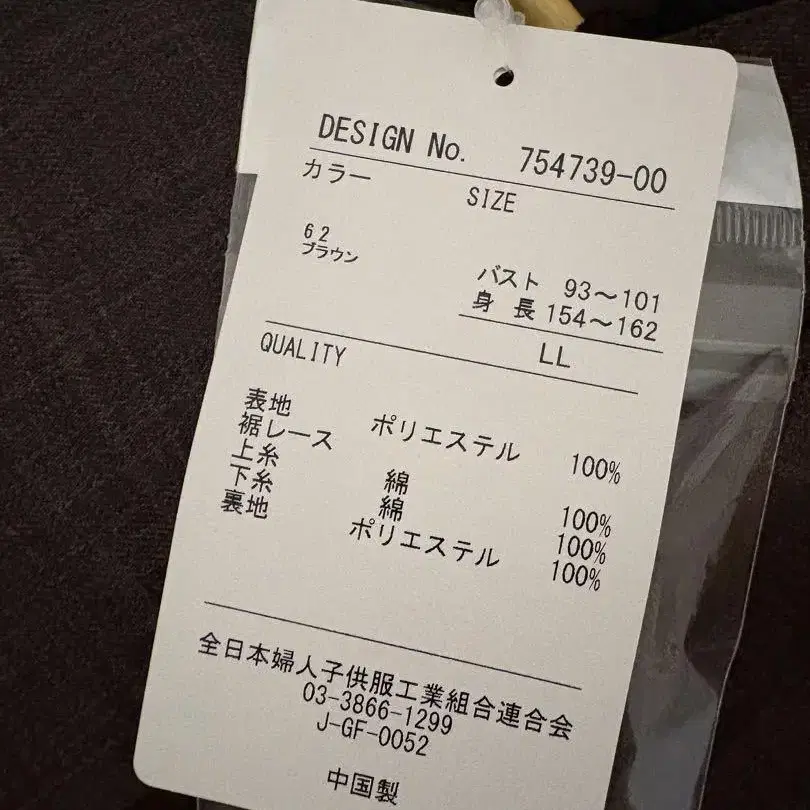 DESIGN No. 754739-00
カラー SIZE
62
ブラウン
バスト 93〜101
身 長 154〜162
LL
QUALITY
表地 ポリエステル 100%
裾レース
上糸 綿 100%
下糸 綿 100%
裏地 ポリエステル 100%
全日本婦人子供服工業組合連合会
03-3866-1299
J-GF-0052
中国製